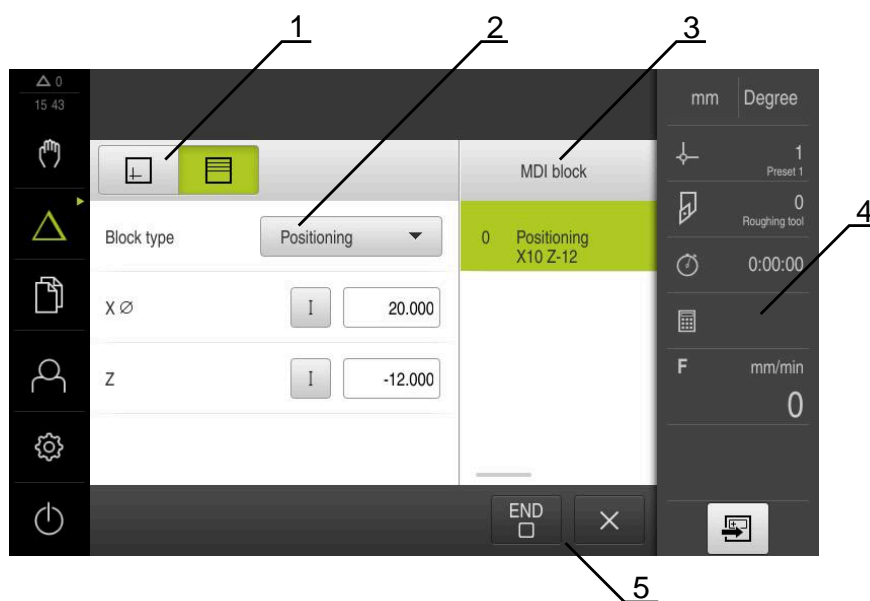 1
2
3
0
15 43
mm Degree
1
Preset 1
MDI block
0
Roughing tool
4
Block type Positioning
0 Positioning
X10 Z-12
0:00:00
X Ø I 20.000
Z I -12.000
F mm/min
0
END
5